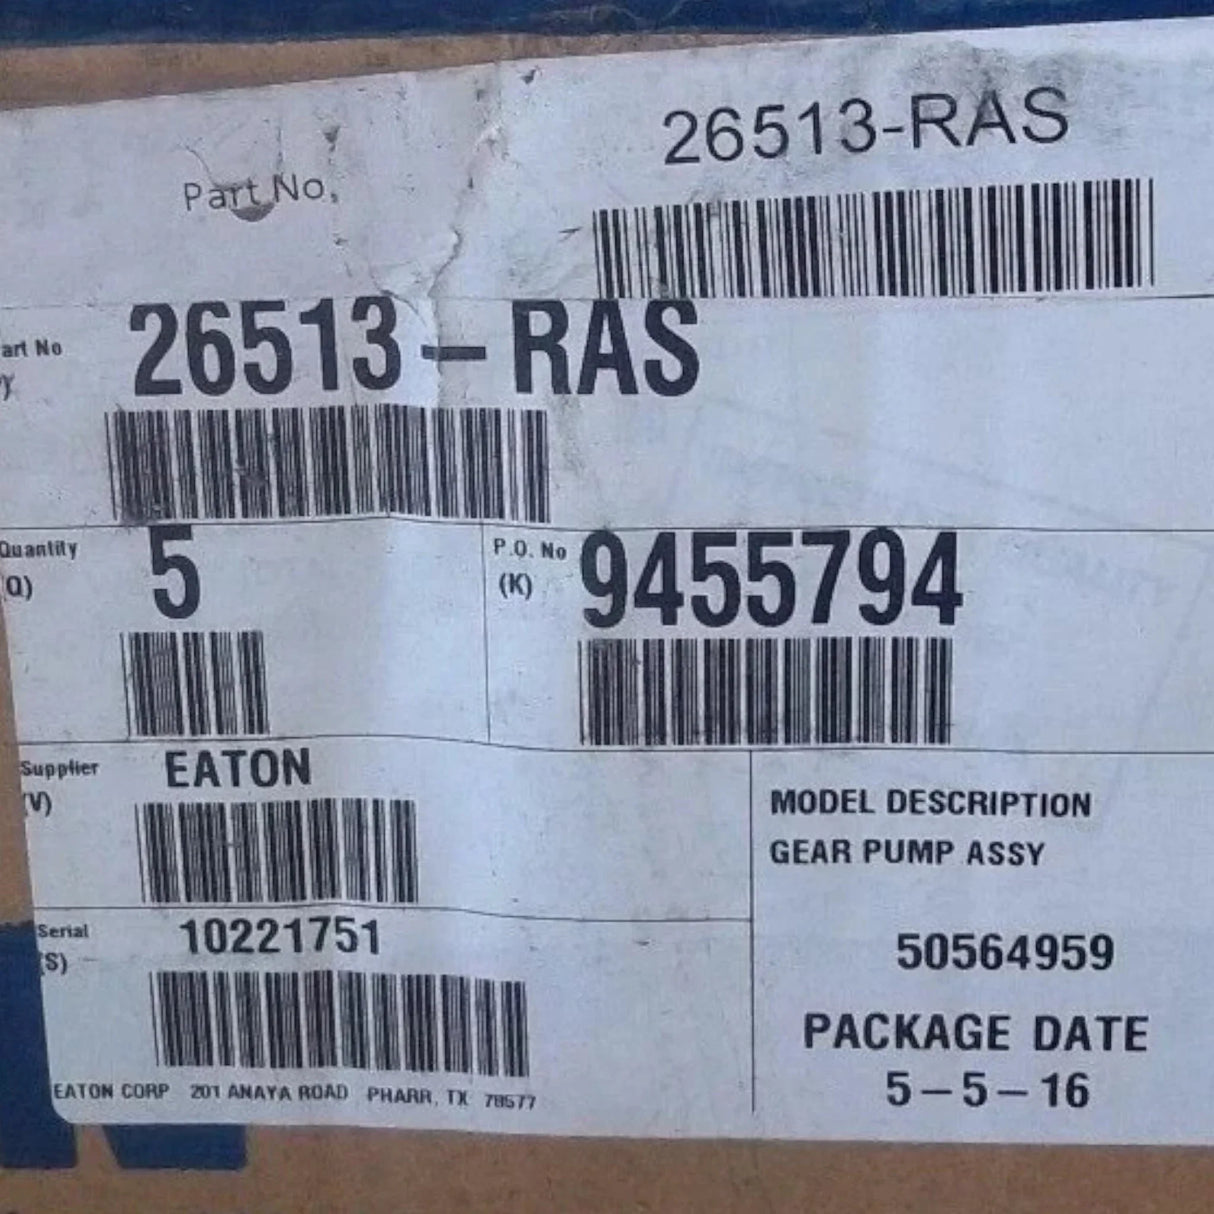 26513-RAS
Part No,
art No 26513-RAS
Quantity 5 P.O. No 9455794
Q) (K)
Supplier EATON
(V)
MODEL DESCRIPTION
GEAR PUMP ASSY
Serial 10221751
(S)
50564959
PACKAGE DATE
5-5-16
EATON CORP 201 ANAYA ROAD PHARR, TX 78577